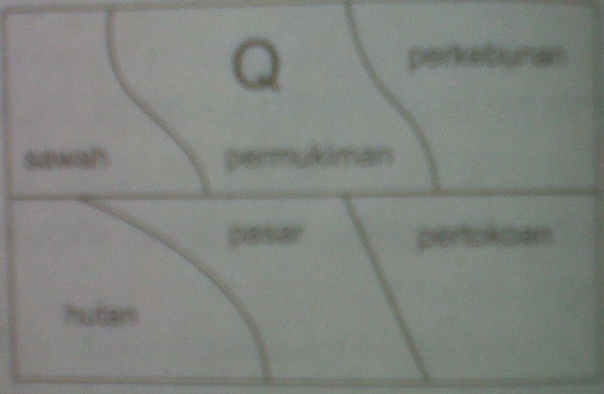 Q
perkebunan
sawah
permukiman
pasar
pertokoan
hutan